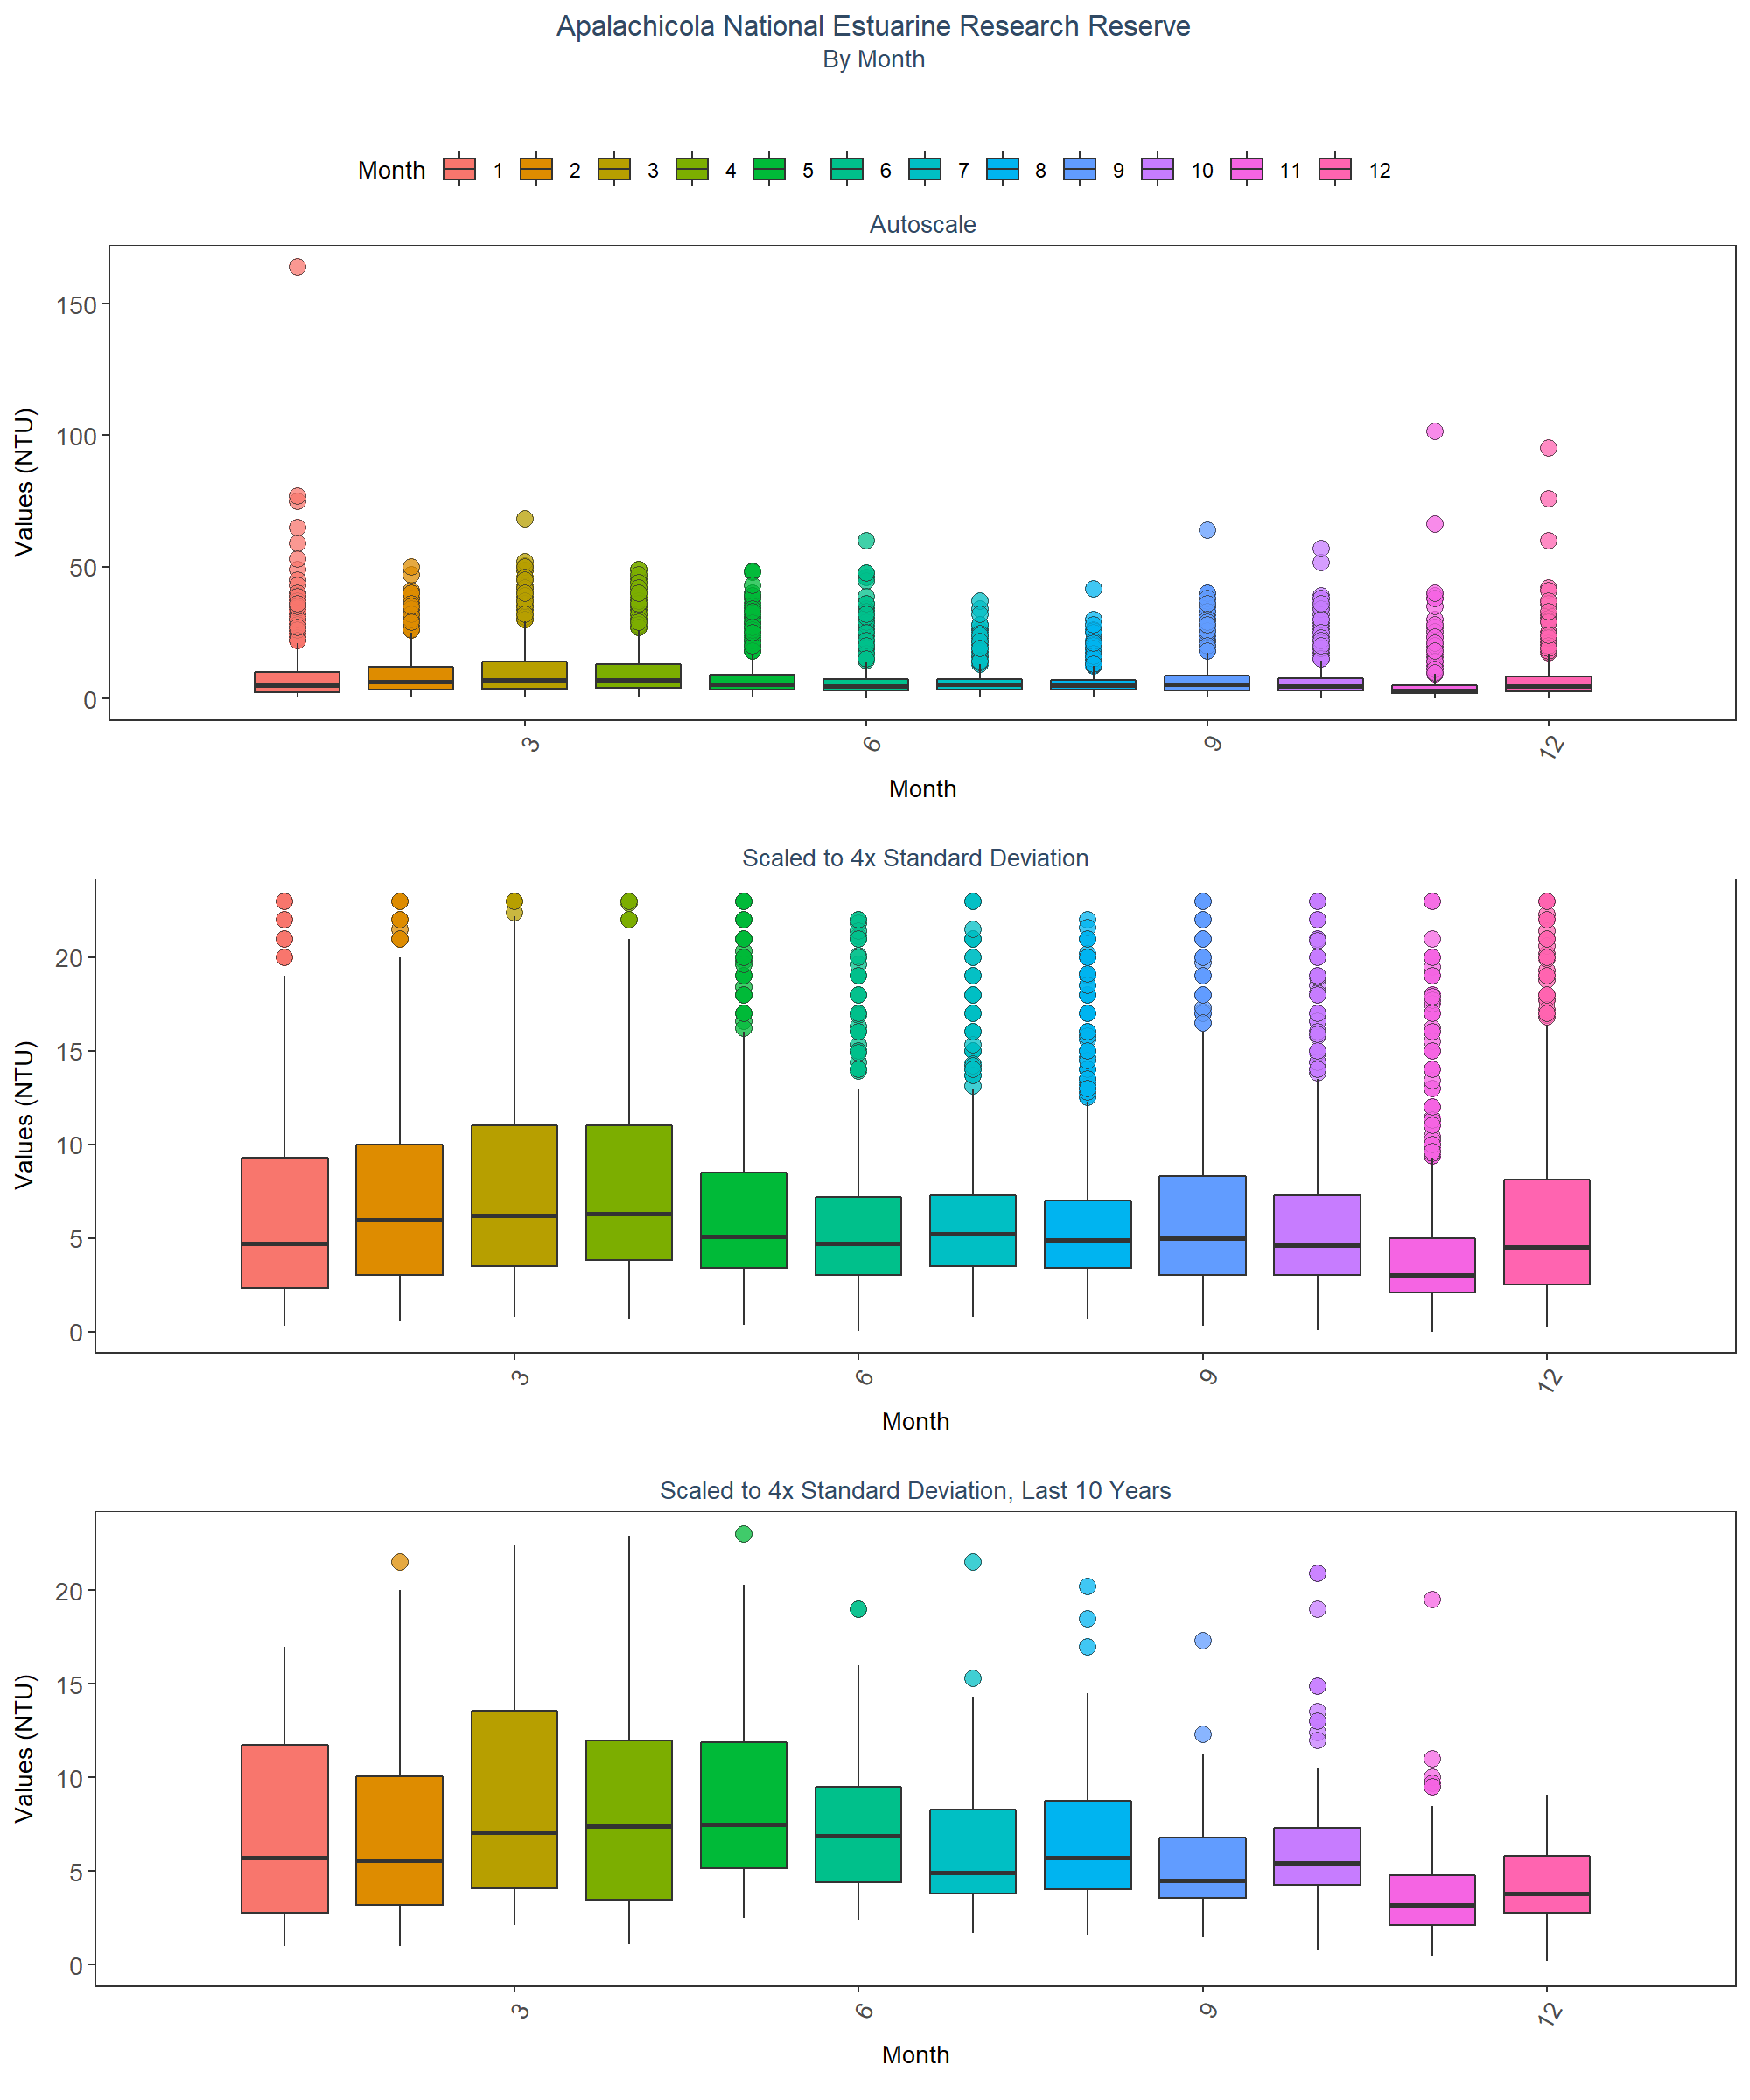 Apalachicola National Estuarine Research Reserve
By Month
Month 1 2 3 4 5 6 7 8 9 10 11 12
Autoscale
Values (NTU)
150
100
50
0
3 6 9 12
Month
Scaled to 4x Standard Deviation
Values (NTU)
20
15
10
5
0
3 6 9 12
Month
Scaled to 4x Standard Deviation, Last 10 Years
Values (NTU)
20
15
10
5
0
3 6 9 12
Month